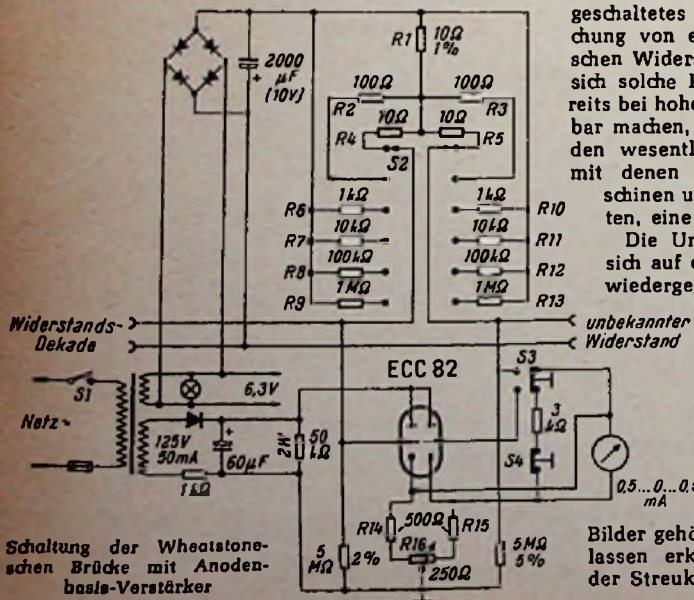 geschaltetes
chung von e
schen Wider-
sich solche
reits bei hohe
bar machen,
den wesentl
mit denen
schinen u
ten, eine
Die Un
sich auf
wiederge
2000
µF
(10V)
R1
10Ω
1%
100Ω
100Ω
R2
R3
10Ω
10Ω
R4
R5
S2
1kΩ
1kΩ
R6
R10
10kΩ
10kΩ
R7
R11
100kΩ
100kΩ
R8
R12
1MΩ
1MΩ
R9
R13
Widerstands-
Dekade
unbekannter
Widerstand
ECC 82
S1
Netz~
6,3V
125V
50mA
60µF
1kΩ
2W
50
kΩ
S3
3
kΩ
S4
0,5...0...0,5
mA
R14
500Ω
R15
R16
250Ω
5
MΩ
2%
5MΩ
5%
Schaltung der Wheatstone-
schen Brücke mit Anoden-
basis-Verstärker
Bilder gehö
lassen erk
der Streuk